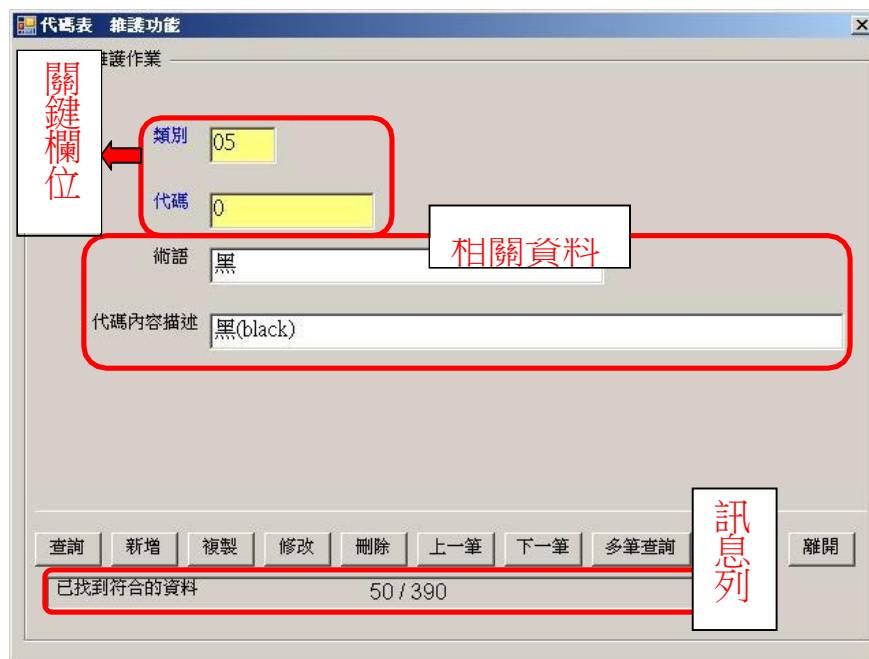 代碼表 維護功能
維護作業
關鍵欄位
類別 05
代碼 0
相關資料
術語 黑
代碼內容描述 黑(black)
訊息列
查詢 新增 複製 修改 刪除 上一筆 下一筆 多筆查詢 離開
已找到符合的資料 50 / 390